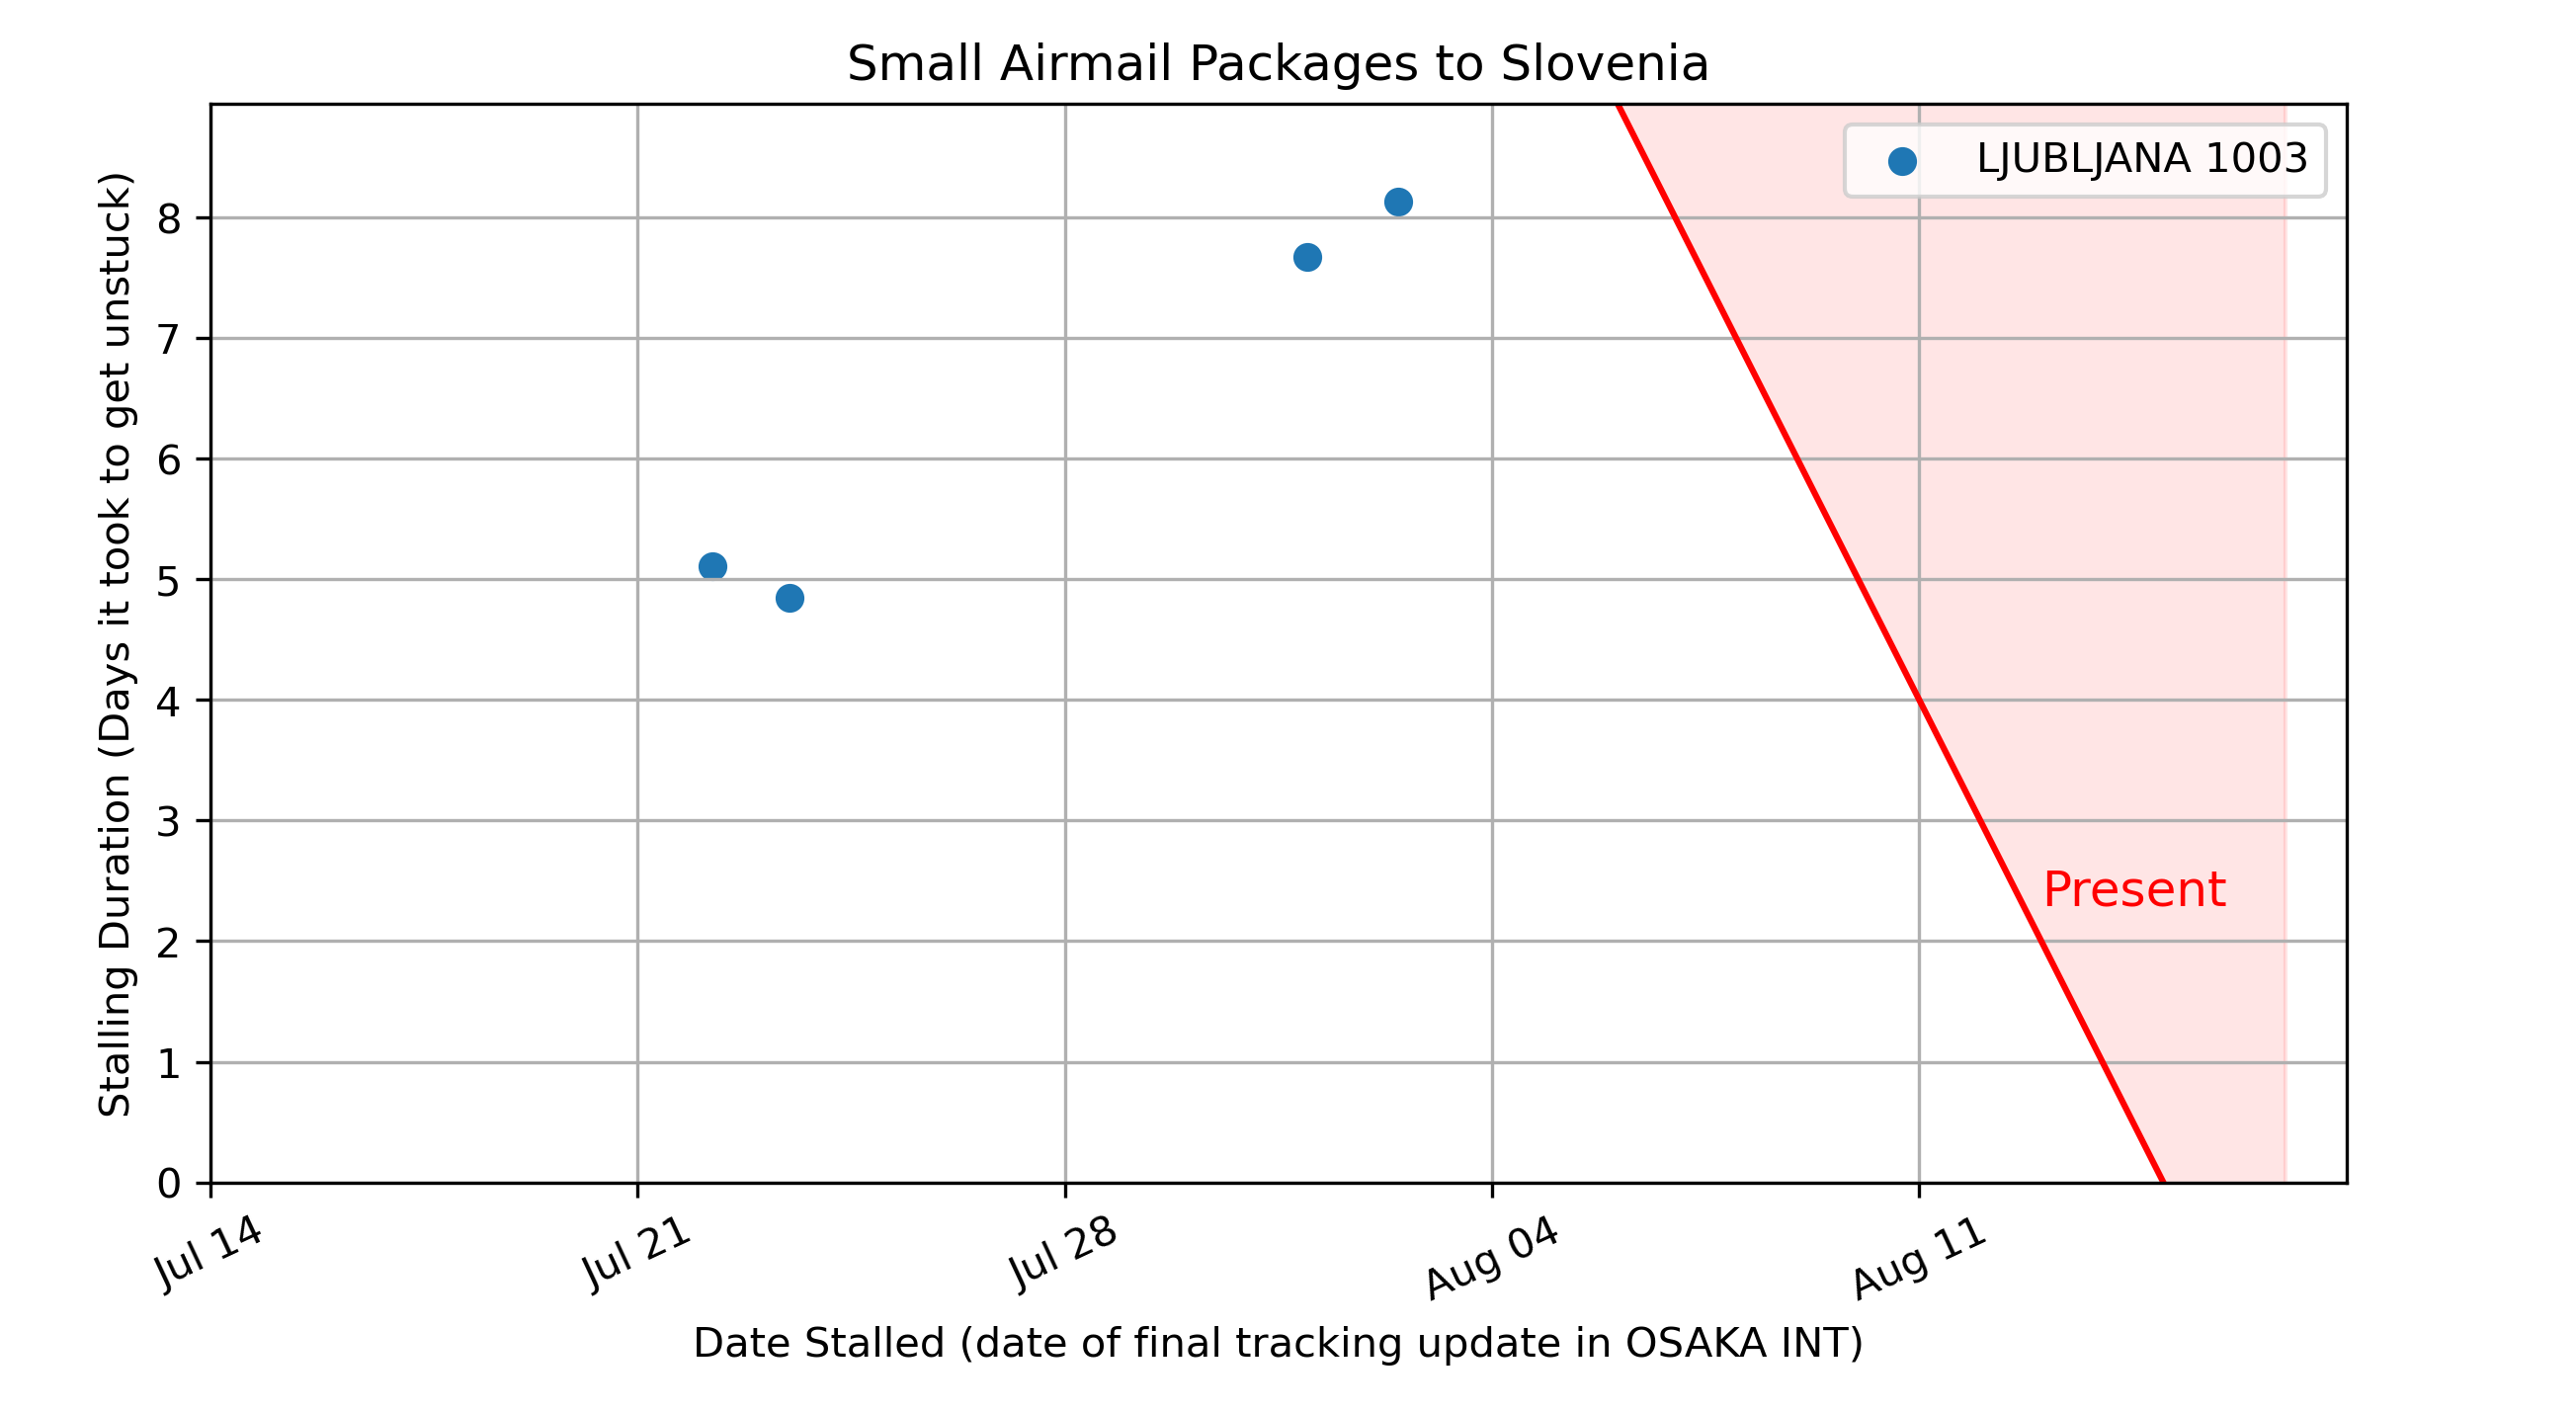 Small Airmail Packages to Slovenia
LJUBLJANA 1003
Stalling Duration (Days it took to get unstuck)
8
7
6
5
4
3
2
1
0
Present
Jul 14
Jul 21
Jul 28
Aug 04
Aug 11
Date Stalled (date of final tracking update in OSAKA INT)